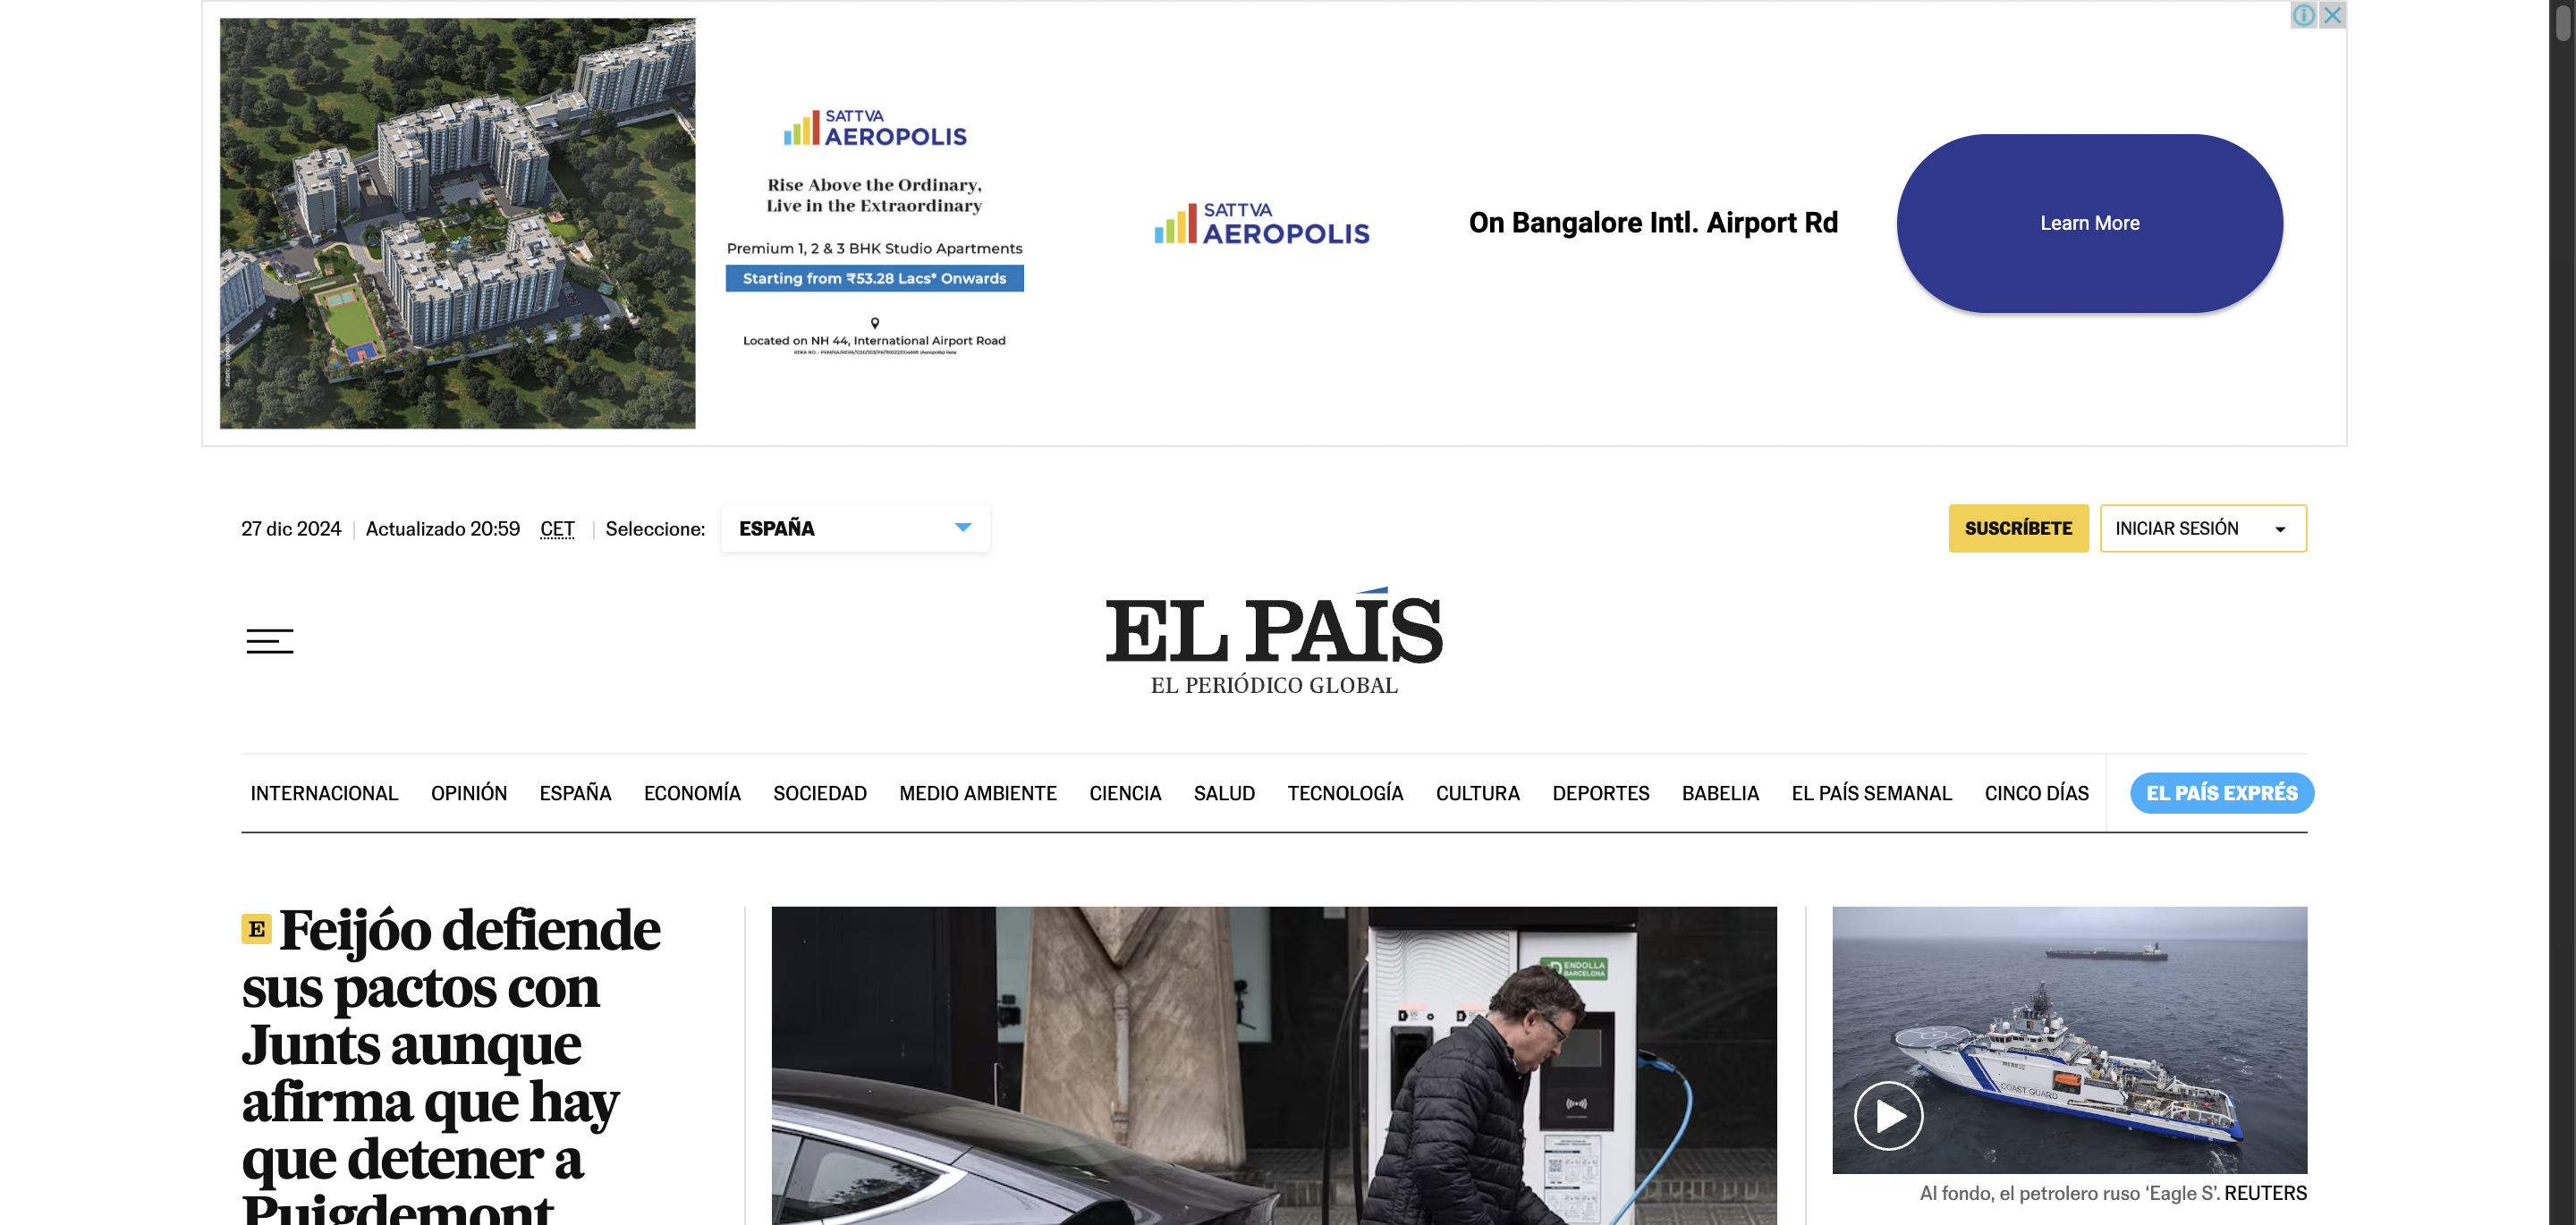 SATTVA
AEROPOLIS
Rise Above the Ordinary,
Live in the Extraordinary
Premium 1, 2 & 3 BHK Studio Apartments
Starting from ₹53.28 Lacs* Onwards
Located on NH 44, International Airport Road
SATTVA
AEROPOLIS
On Bangalore Intl. Airport Rd
Learn More
27 dic 2024 | Actualizado 20:59 CET | Seleccione: ESPAÑA
SUSCRÍBETE
INICIAR SESIÓN
EL PAÍS
EL PERIÓDICO GLOBAL
INTERNACIONAL OPINIÓN ESPAÑA ECONOMÍA SOCIEDAD MEDIO AMBIENTE CIENCIA SALUD TECNOLOGÍA CULTURA DEPORTES BABELIA EL PAÍS SEMANAL CINCO DÍAS EL PAÍS EXPRÉS
E Feijóo defiende
sus pactos con
Junts aunque
afirma que hay
que detener a
Puigdemont
ENDOLLA
BARCELONA
COAST GUARD
Al fondo, el petrolero ruso ‘Eagle S’. REUTERS